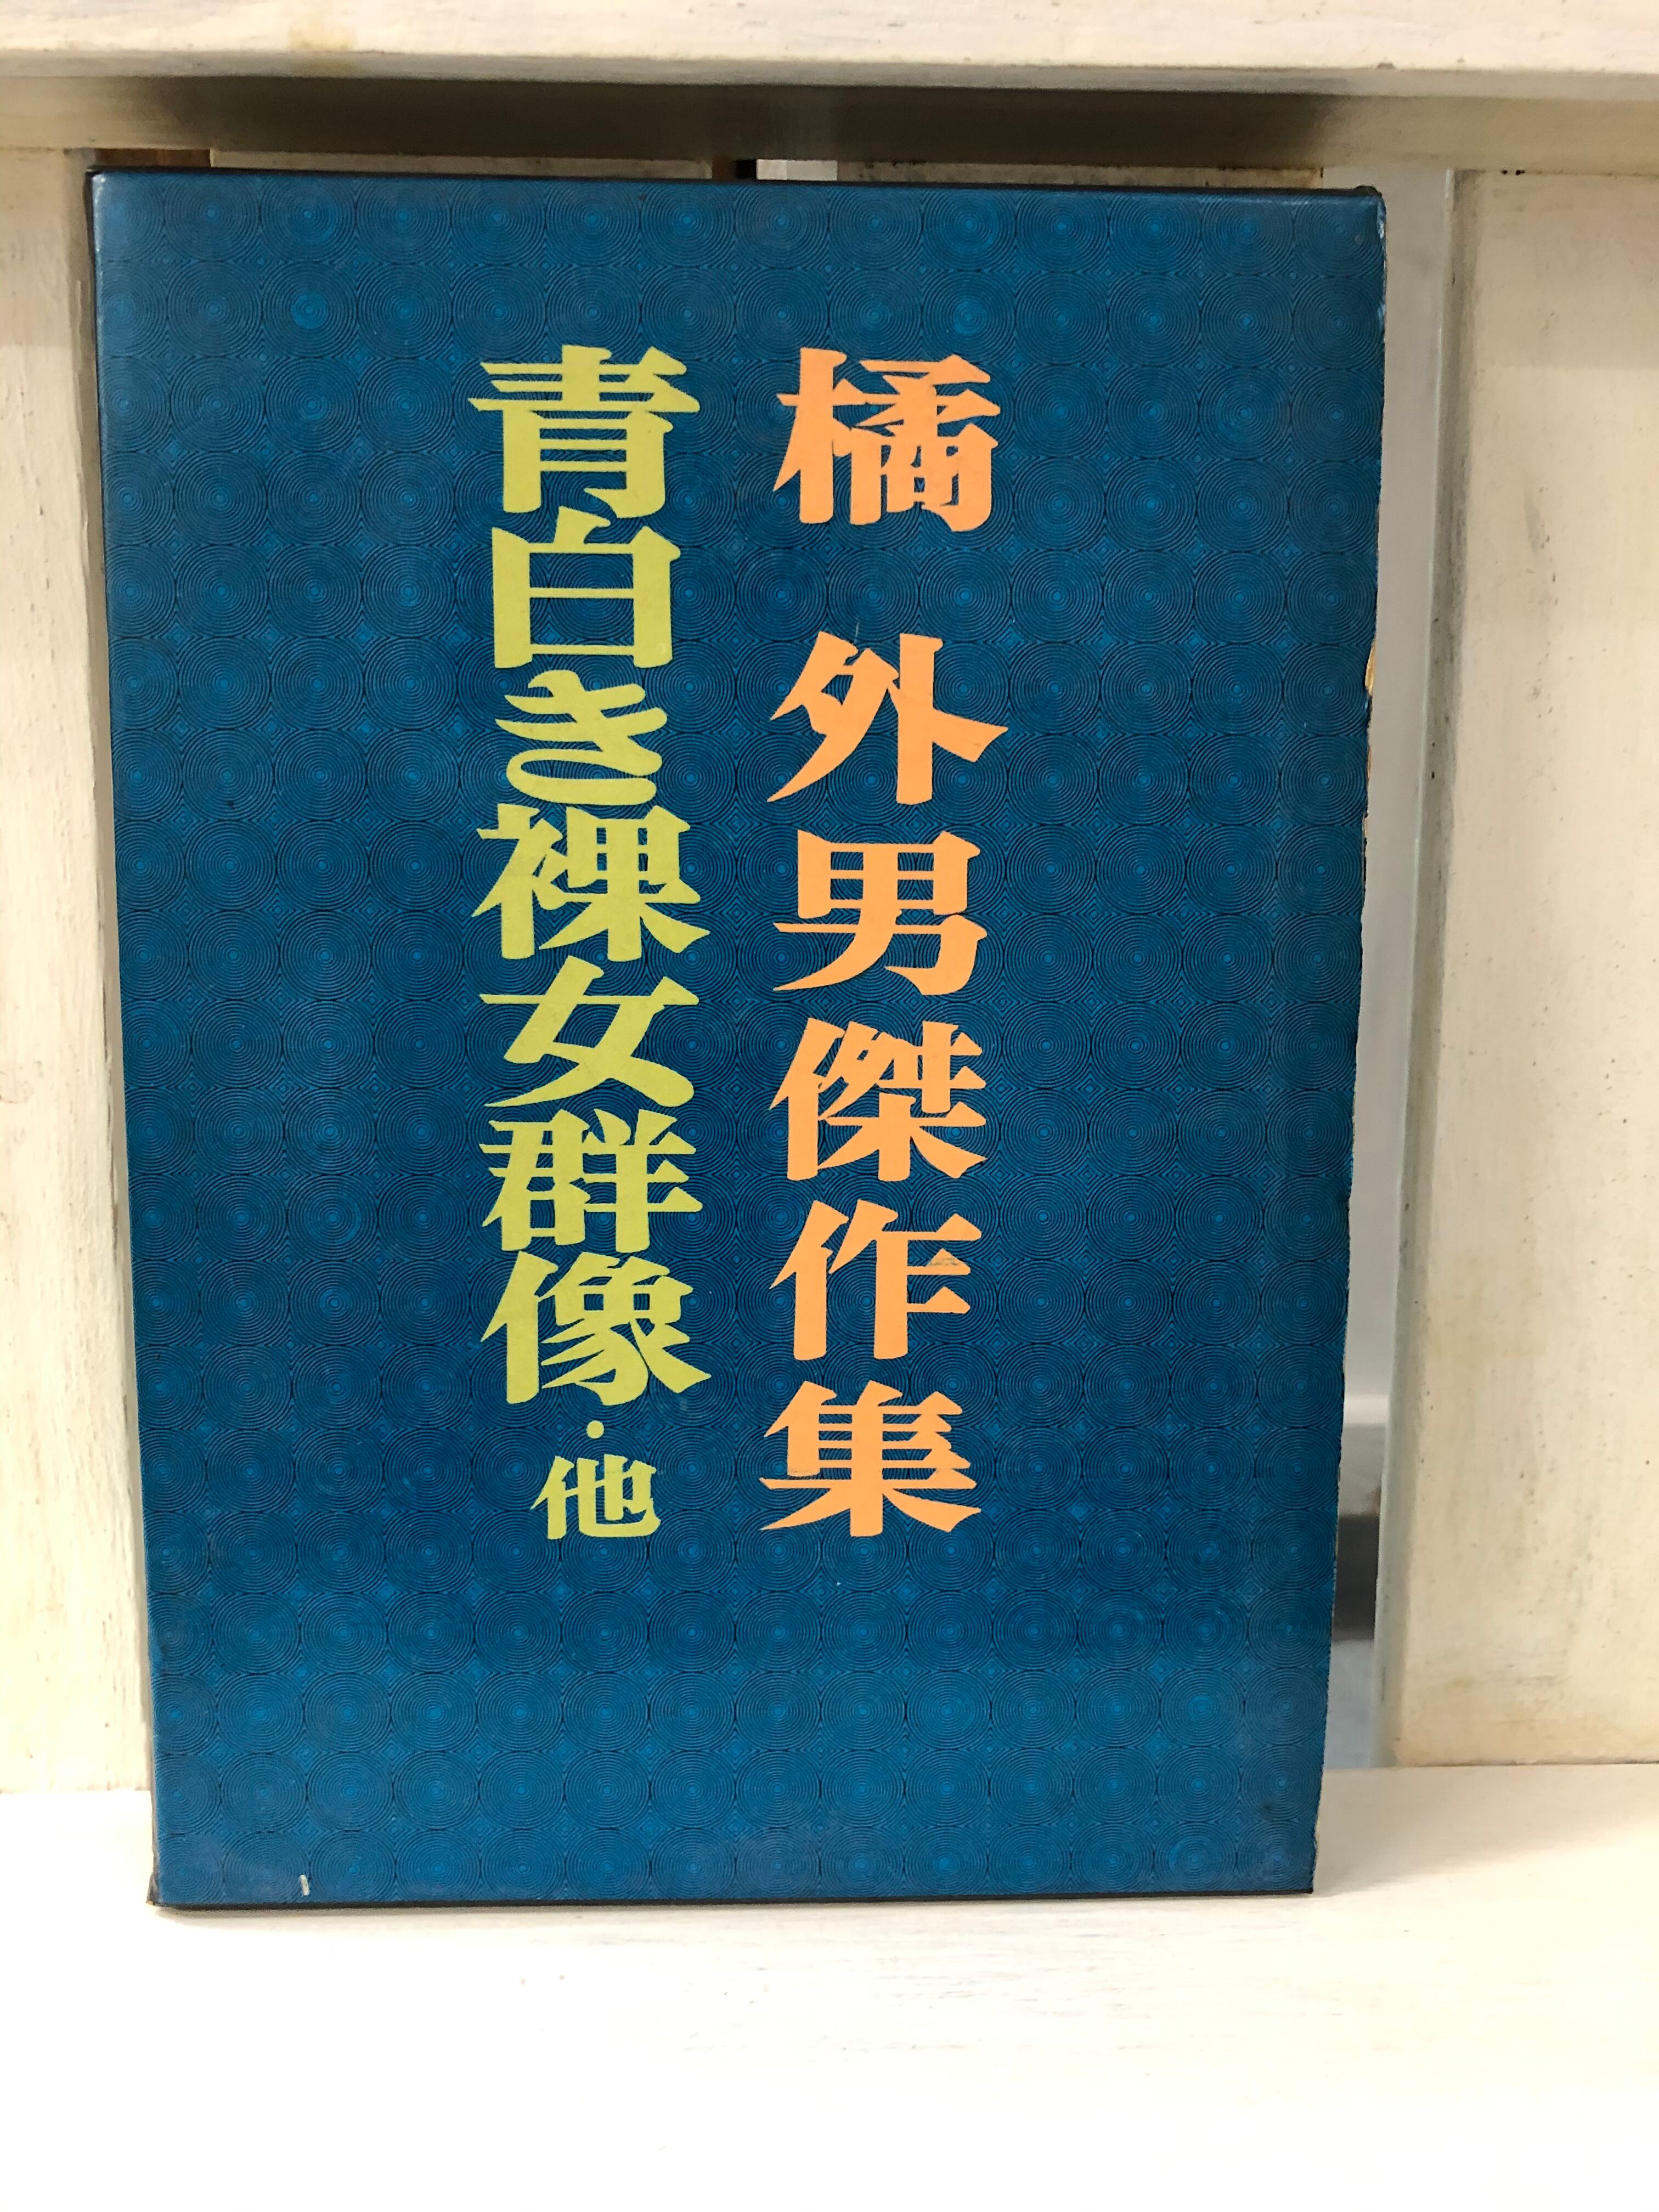 橘 外男傑作集
青白き裸女群像・他